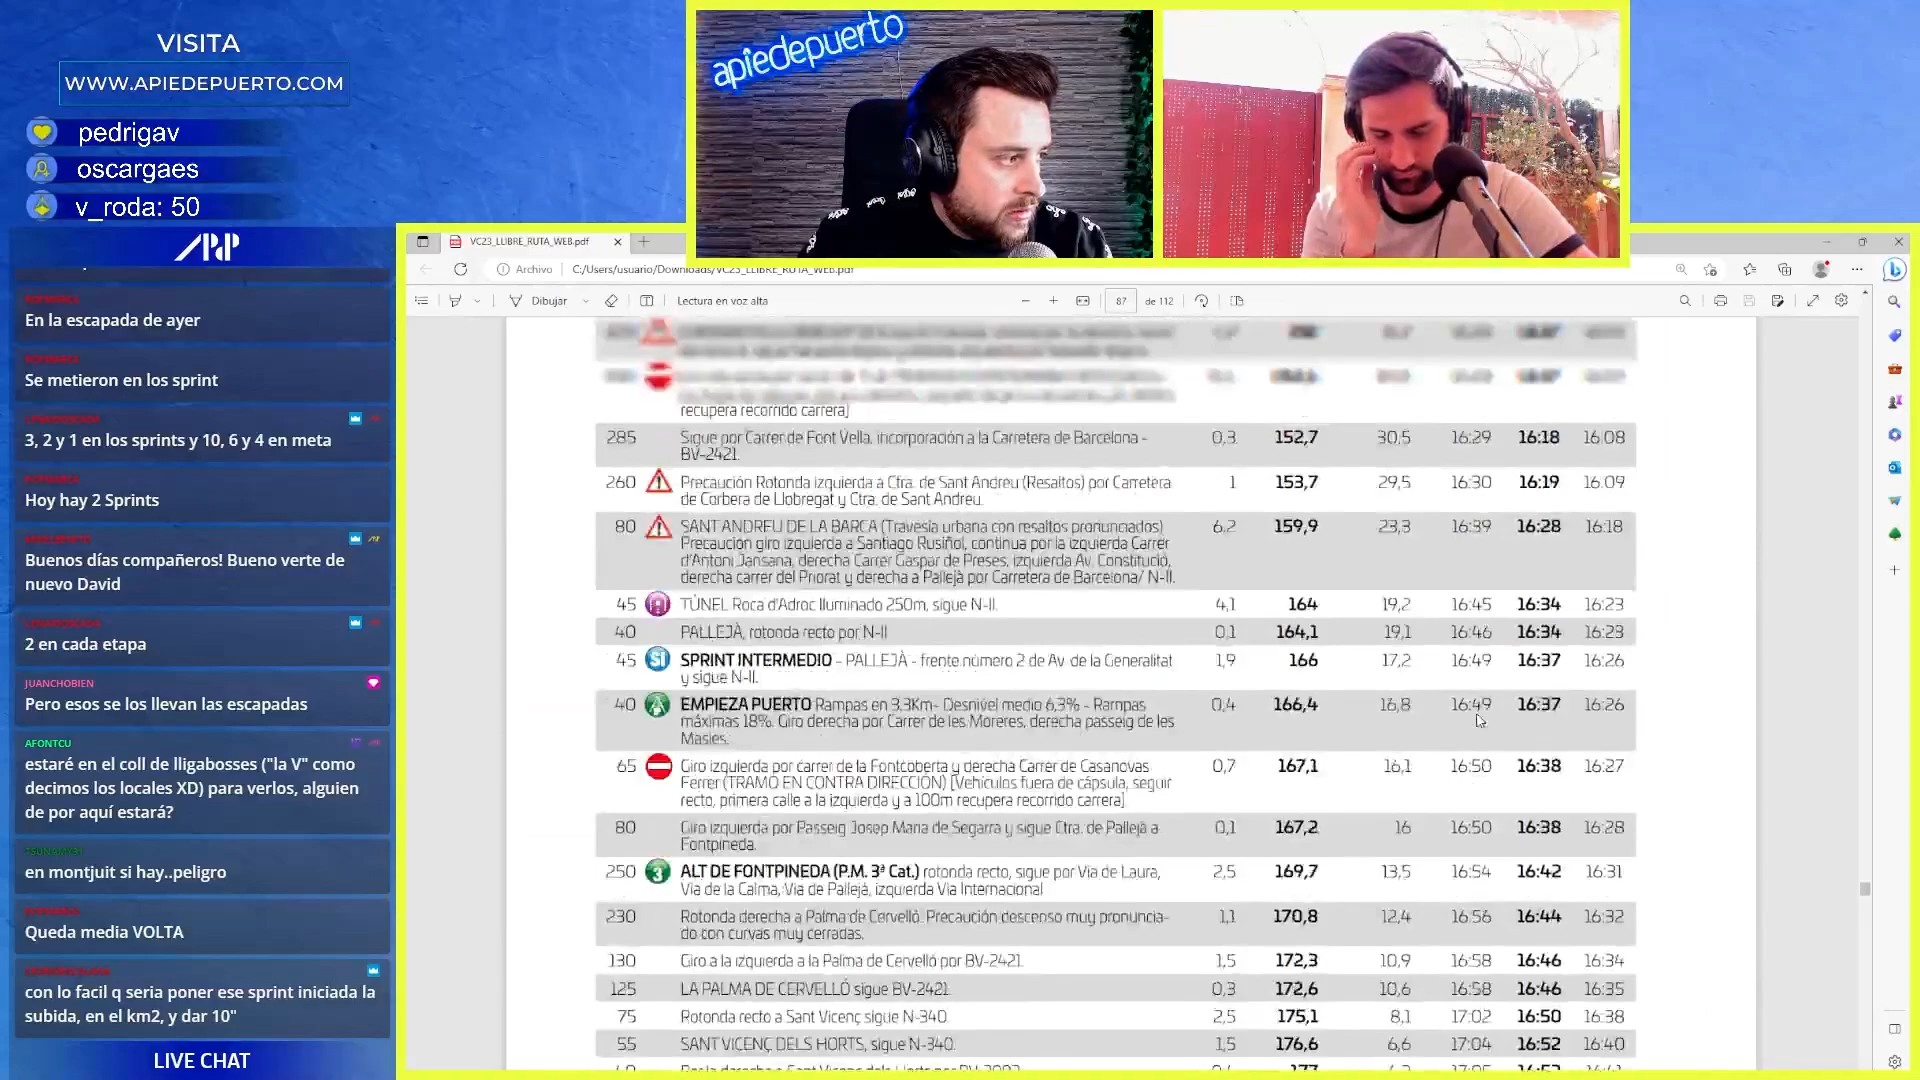 VISITA
WWW.APIEDEPUERTO.COM
pedrigav
oscargaes
v_roda: 50
apiedepuerto
En la escapada de ayer
Se metieron en los sprint
3, 2 y 1 en los sprints y 10, 6 y 4 en meta
Hoy hay 2 Sprints
Buenos días compañeros! Bueno verte de
nuevo David
2 en cada etapa
JUANCHOBIEN
Pero esos se los llevan las escapadas
AFONTCU
estaré en el coll de lligabosses ("la V" como
decimos los locales XD) para verlos, alguien
de por aquí estará?
en montjuit si hay..peligro
Queda media VOLTA
con lo facil q seria poner ese sprint iniciada la
subida, en el km2, y dar 10"
LIVE CHAT
VC23_LLIBRE_RUTA_WEB.pdf
Archivo C:/Users/usuario/Downloads/VC23_LLIBRE_RUTA_WEB.pdf
Dibujar Lectura en voz alta 87 de 112
recupera recorrido carrera]
285 Sigue por Carrer de Font Vella, incorporación a la Carretera de Barcelona - 0,3 152,7 30,5 16:29 16:18 16:08
BV-2421.
260 Precaución Rotonda izquierda a Ctra. de Sant Andreu (Resaltos) por Carretera 1 153,7 29,5 16:30 16:19 16:09
de Corbera de Llobregat y Ctra. de Sant Andreu.
80 SANT ANDREU DE LA BARCA (Travesía urbana con resaltos pronunciados) 6,2 159,9 23,3 16:39 16:28 16:18
Precaución giro izquierda a Santiago Rusiñol, continua por la izquierda Carrer
d'Antoni Jansana, derecha Carrer Gaspar de Preses, izquierda Av. Constitució,
derecha carrer del Priorat y derecha a Pallejà por Carretera de Barcelona/ N-II.
45 TÚNEL Roca d'Adroc Iluminado 250m, sigue N-II. 4,1 164 19,2 16:45 16:34 16:23
40 PALLEJÀ, rotonda recto por N-II 0,1 164,1 19,1 16:46 16:34 16:23
45 SPRINT INTERMEDIO - PALLEJÀ - frente número 2 de Av. de la Generalitat 1,9 166 17,2 16:49 16:37 16:26
y sigue N-II.
40 EMPIEZA PUERTO Rampas en 3,3Km- Desnivel medio 6,3% - Rampas 0,4 166,4 16,8 16:49 16:37 16:26
máximas 18%. Giro derecha por Carrer de les Moreres, derecha passeig de les
Masies.
65 Giro izquierda por carrer de la Fontcoberta y derecha Carrer de Casanovas 0,7 167,1 16,1 16:50 16:38 16:27
Ferrer (TRAMO EN CONTRA DIRECCIÓN) [Vehículos fuera de cápsula, seguir
recto, primera calle a la izquierda y a 100m recupera recorrido carrera]
80 Giro izquierda por Passeig Josep Maria de Segarra y sigue Ctra. de Pallejà a 0,1 167,2 16 16:50 16:38 16:28
Fontpineda.
250 3 ALT DE FONTPINEDA (P.M. 3ª Cat.) rotonda recto, sigue por Via de Laura, 2,5 169,7 13,5 16:54 16:42 16:31
Via de la Calma, Via de Pallejá, izquierda Via Internacional
230 Rotonda derecha a Palma de Cervelló. Precaución descenso muy pronuncia- 1,1 170,8 12,4 16:56 16:44 16:32
do con curvas muy cerradas.
130 Giro a la izquierda a la Palma de Cervelló por BV-2421. 1,5 172,3 10,9 16:58 16:46 16:34
125 LA PALMA DE CERVELLÓ sigue BV-2421. 0,3 172,6 10,6 16:58 16:46 16:35
75 Rotonda recto a Sant Vicenç sigue N-340. 2,5 175,1 8,1 17:02 16:50 16:38
55 SANT VICENÇ DELS HORTS, sigue N-340. 1,5 176,6 6,6 17:04 16:52 16:40